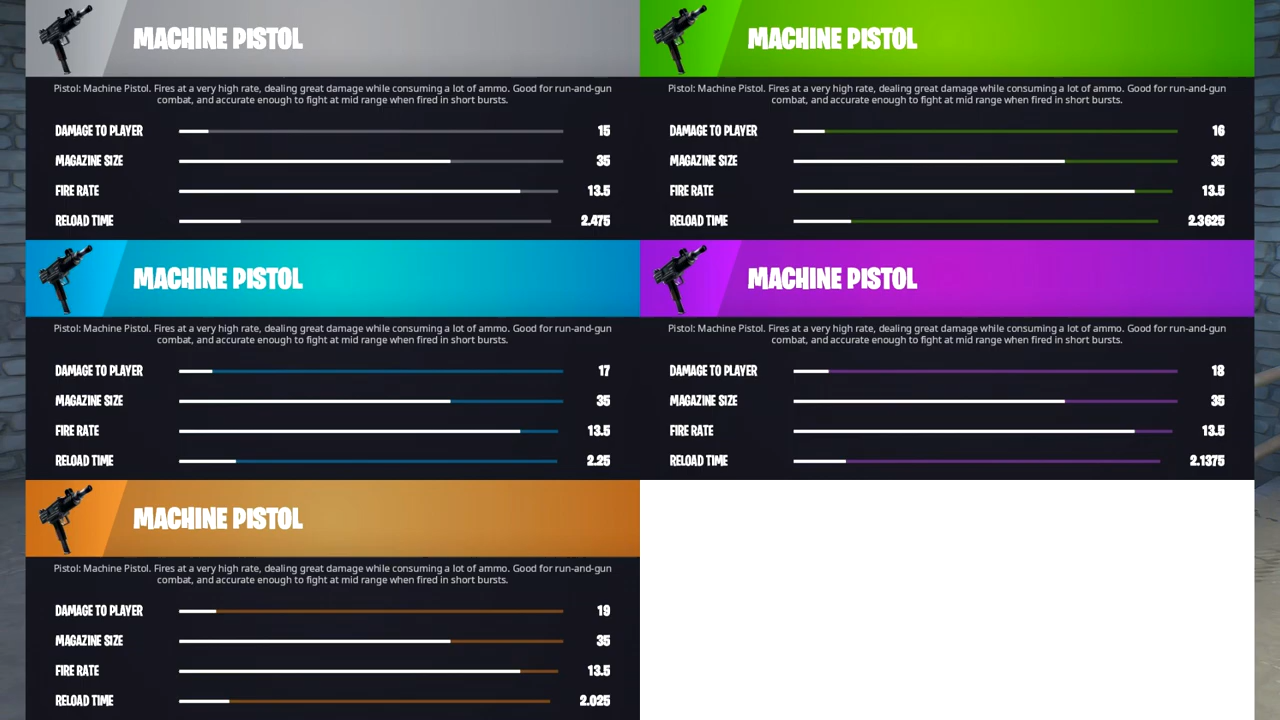 MACHINE PISTOL
Pistol: Machine Pistol. Fires at a very high rate, dealing great damage while consuming a lot of ammo. Good for run-and-gun
combat, and accurate enough to fight at mid range when fired in short bursts.
DAMAGE TO PLAYER 15
MAGAZINE SIZE 35
FIRE RATE 13.5
RELOAD TIME 2.475
MACHINE PISTOL
Pistol: Machine Pistol. Fires at a very high rate, dealing great damage while consuming a lot of ammo. Good for run-and-gun
combat, and accurate enough to fight at mid range when fired in short bursts.
DAMAGE TO PLAYER 16
MAGAZINE SIZE 35
FIRE RATE 13.5
RELOAD TIME 2.3625
MACHINE PISTOL
Pistol: Machine Pistol. Fires at a very high rate, dealing great damage while consuming a lot of ammo. Good for run-and-gun
combat, and accurate enough to fight at mid range when fired in short bursts.
DAMAGE TO PLAYER 17
MAGAZINE SIZE 35
FIRE RATE 13.5
RELOAD TIME 2.25
MACHINE PISTOL
Pistol: Machine Pistol. Fires at a very high rate, dealing great damage while consuming a lot of ammo. Good for run-and-gun
combat, and accurate enough to fight at mid range when fired in short bursts.
DAMAGE TO PLAYER 18
MAGAZINE SIZE 35
FIRE RATE 13.5
RELOAD TIME 2.1375
MACHINE PISTOL
Pistol: Machine Pistol. Fires at a very high rate, dealing great damage while consuming a lot of ammo. Good for run-and-gun
combat, and accurate enough to fight at mid range when fired in short bursts.
DAMAGE TO PLAYER 19
MAGAZINE SIZE 35
FIRE RATE 13.5
RELOAD TIME 2.025